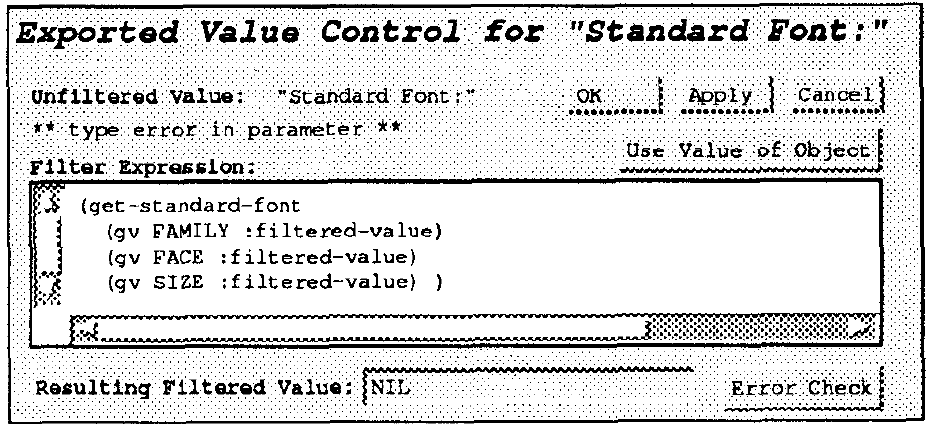 Exported Value Control for "Standard Font:"
Unfiltered Value: "Standard Font:" OK Apply Cancel
** type error in parameter **
Use Value of Object
Filter Expression:
(get-standard-font
(gv FAMILY :filtered-value)
(gv FACE :filtered-value)
(gv SIZE :filtered-value) )
Resulting Filtered Value: NIL Error Check